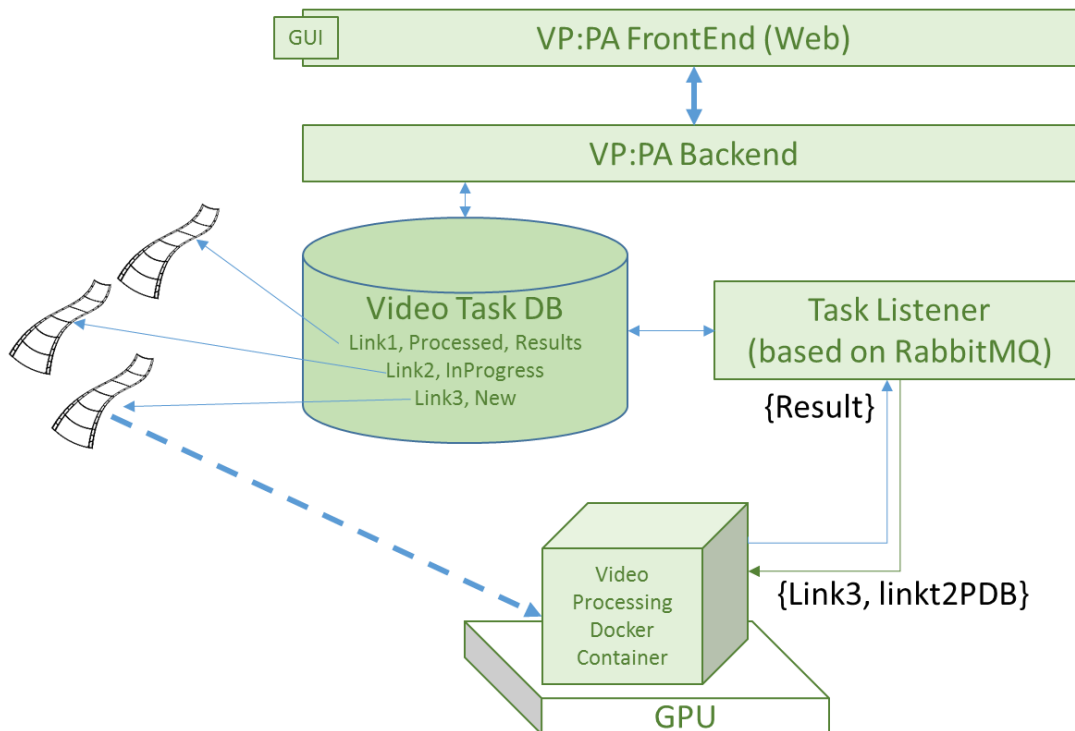 GUI
VP:PA FrontEnd (Web)
VP:PA Backend
Video Task DB
Link1, Processed, Results
Link2, InProgress
Link3, New
Task Listener
(based on RabbitMQ)
{Result}
{Link3, linkt2PDB}
Video
Processing
Docker
Container
GPU